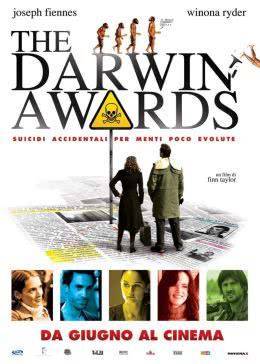 joseph fiennes
winona ryder
THE
DARWIN
AWARDS
SUICIDI ACCIDENTALI PER MENTI POCO EVOLUTE
un film di
finn taylor
DA GIUGNO AL CINEMA